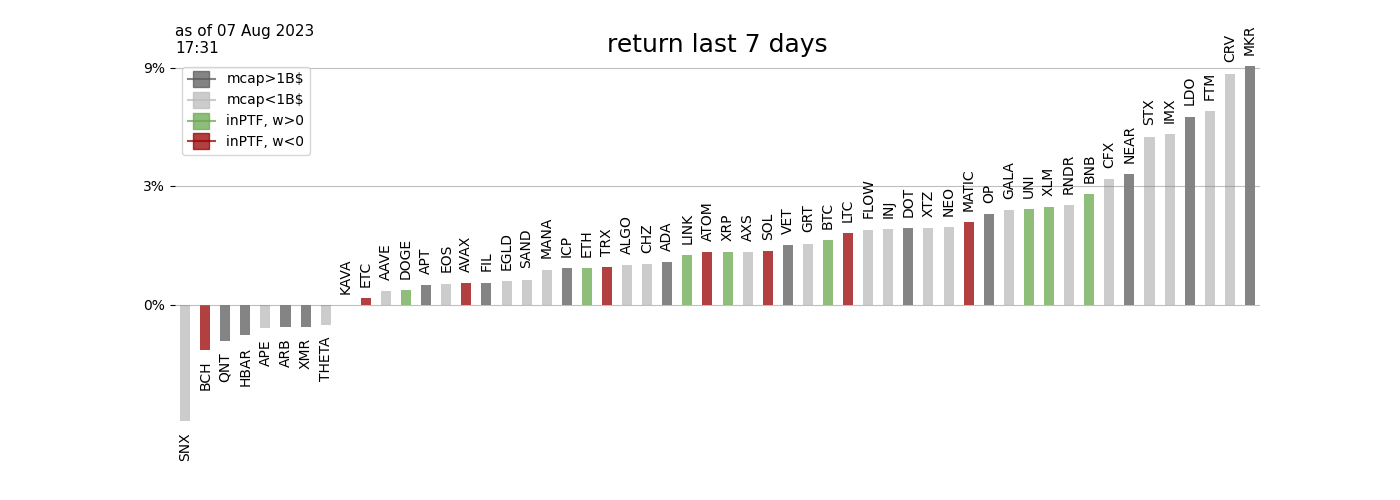 as of 07 Aug 2023
17:31
return last 7 days
9%
3%
0%
mcap>1B$
mcap<1B$
inPTF, w>0
inPTF, w<0
SNX
BCH
QNT
HBAR
APE
ARB
XMR
THETA
KAVA
ETC
AAVE
DOGE
APT
EOS
AVAX
FIL
EGLD
SAND
MANA
ICP
ETH
TRX
ALGO
CHZ
ADA
LINK
ATOM
XRP
AXS
SOL
VET
GRT
BTC
LTC
FLOW
INJ
DOT
XTZ
NEO
MATIC
OP
GALA
UNI
XLM
RNDR
BNB
CFX
NEAR
STX
IMX
LDO
FTM
CRV
MKR